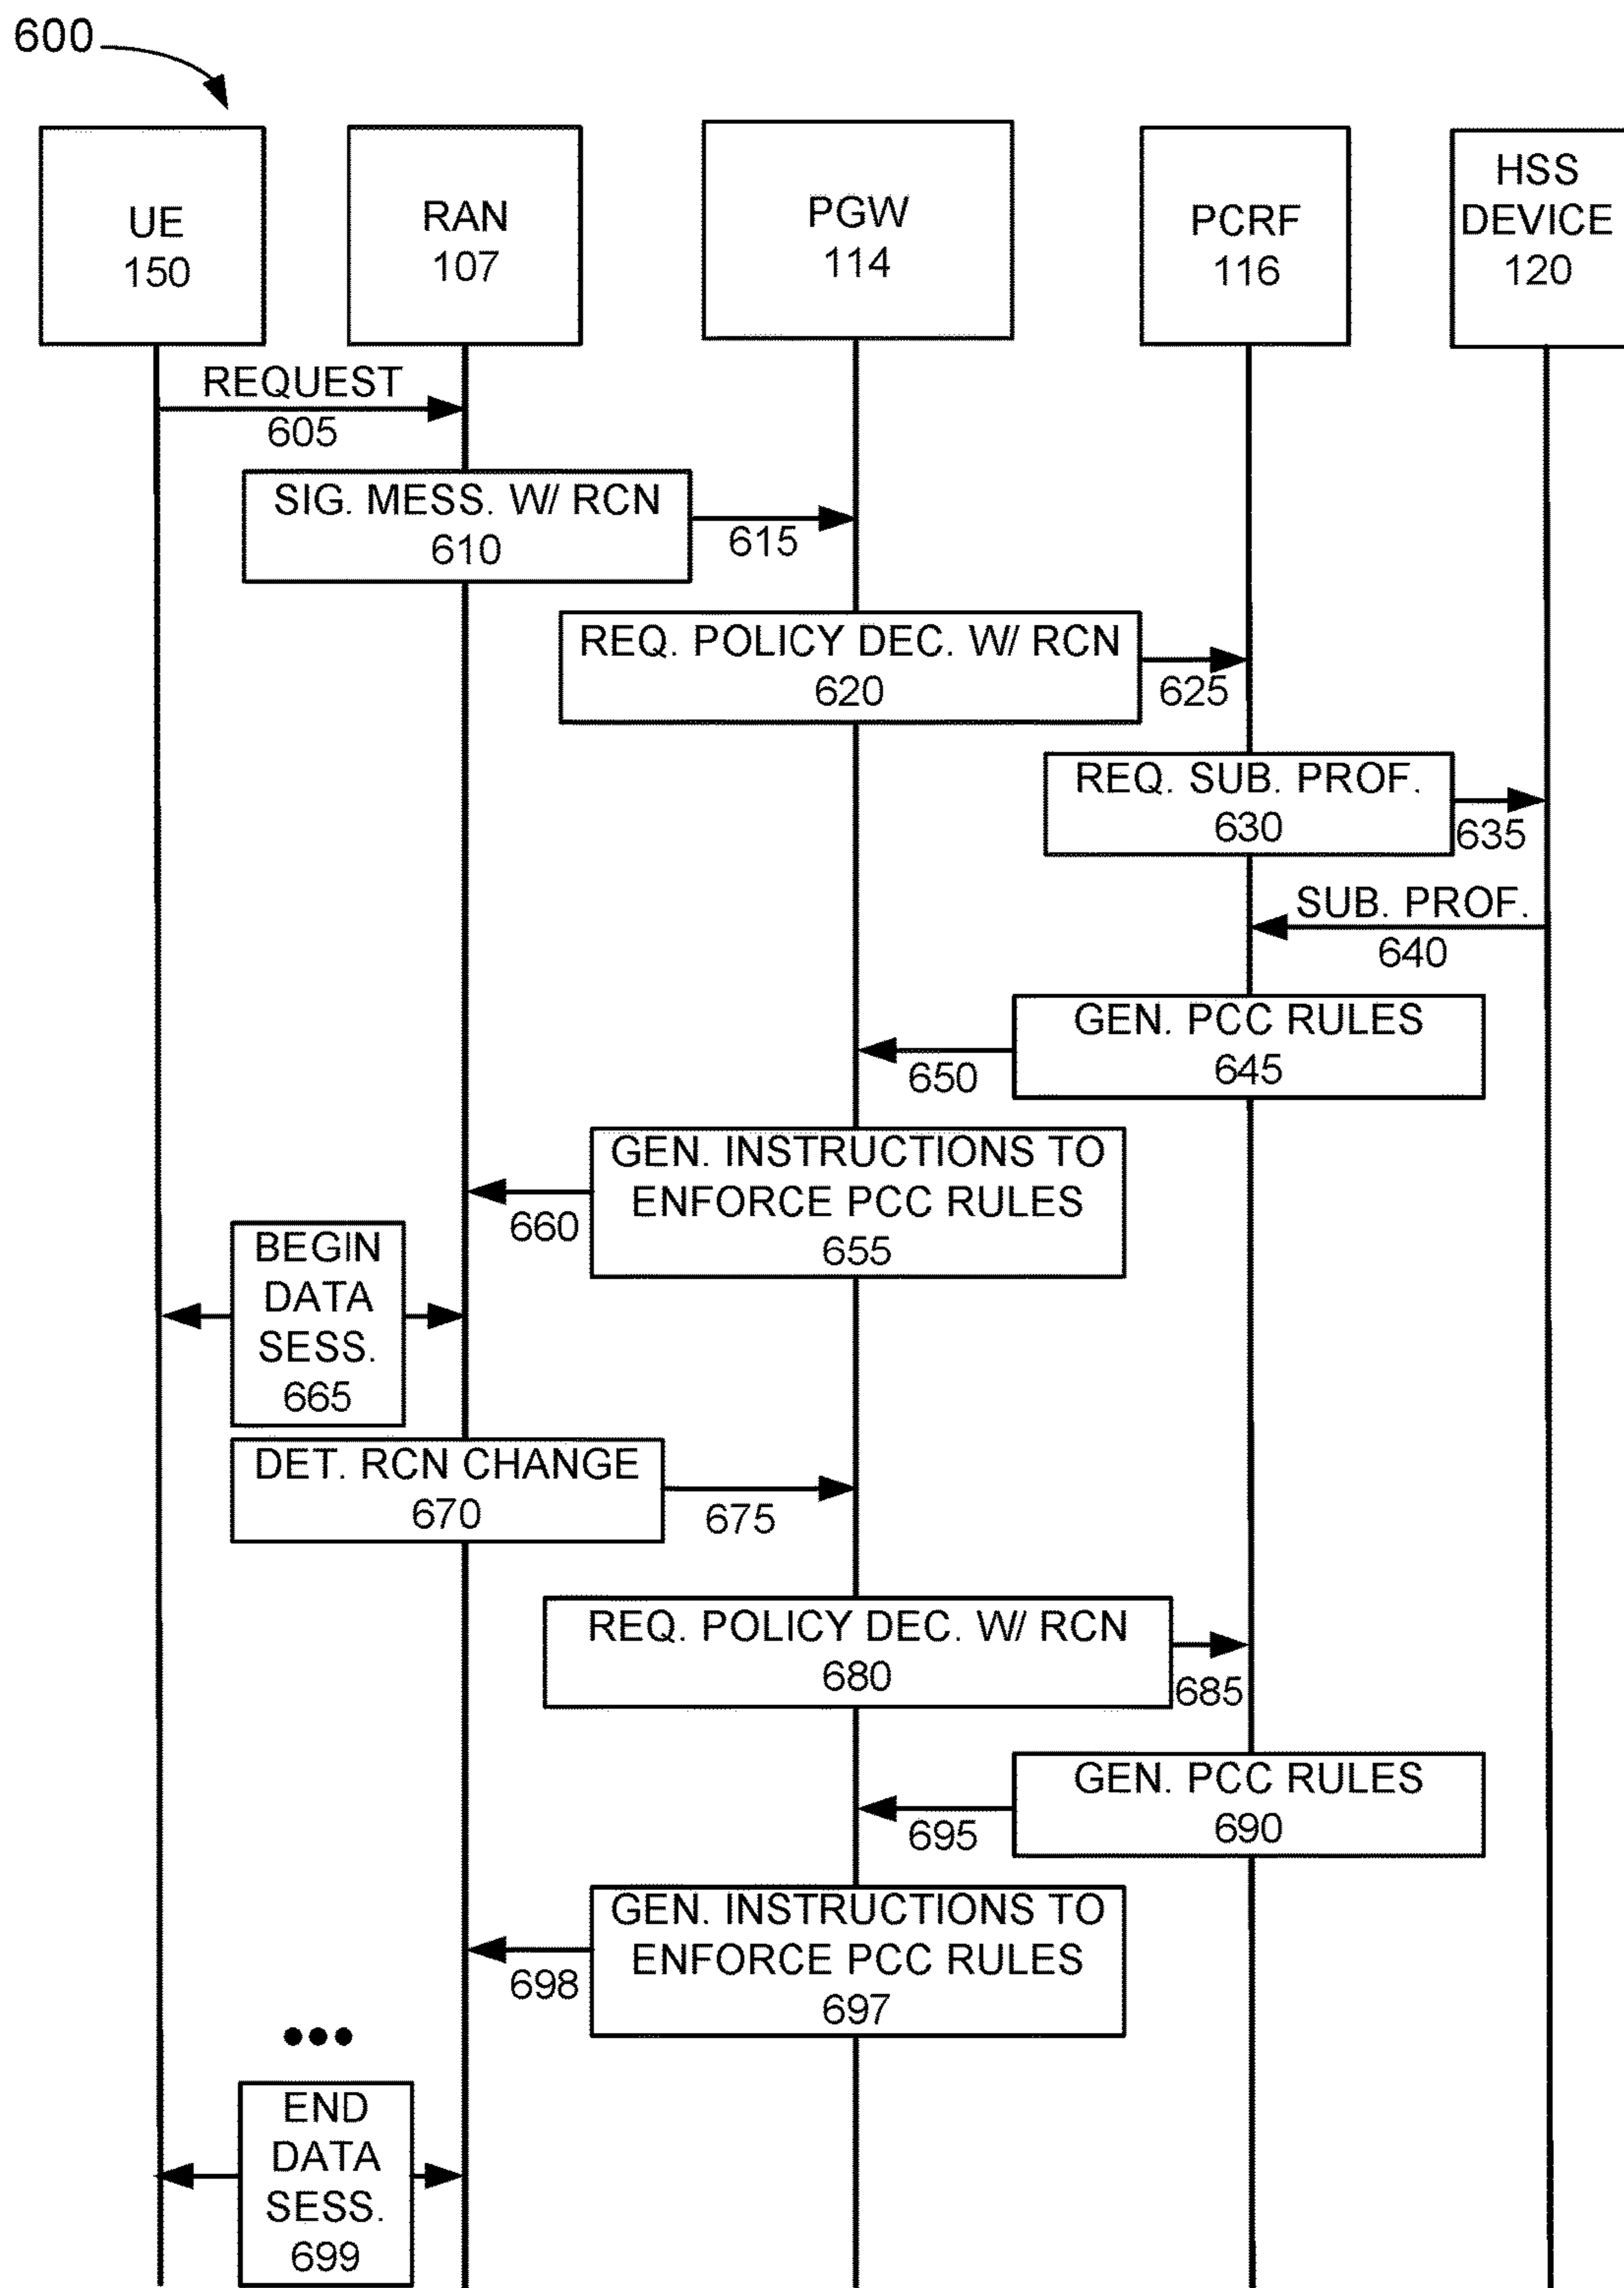 600
UE
150
RAN
107
PGW
114
PCRF
116
HSS
DEVICE
120
REQUEST
605
SIG. MESS. W/ RCN
610
615
REQ. POLICY DEC. W/ RCN
620
625
REQ. SUB. PROF.
630
635
SUB. PROF.
640
GEN. PCC RULES
645
650
GEN. INSTRUCTIONS TO
ENFORCE PCC RULES
655
660
BEGIN
DATA
SESS.
665
DET. RCN CHANGE
670
675
REQ. POLICY DEC. W/ RCN
680
685
GEN. PCC RULES
690
695
GEN. INSTRUCTIONS TO
ENFORCE PCC RULES
697
698
•••
END
DATA
SESS.
699